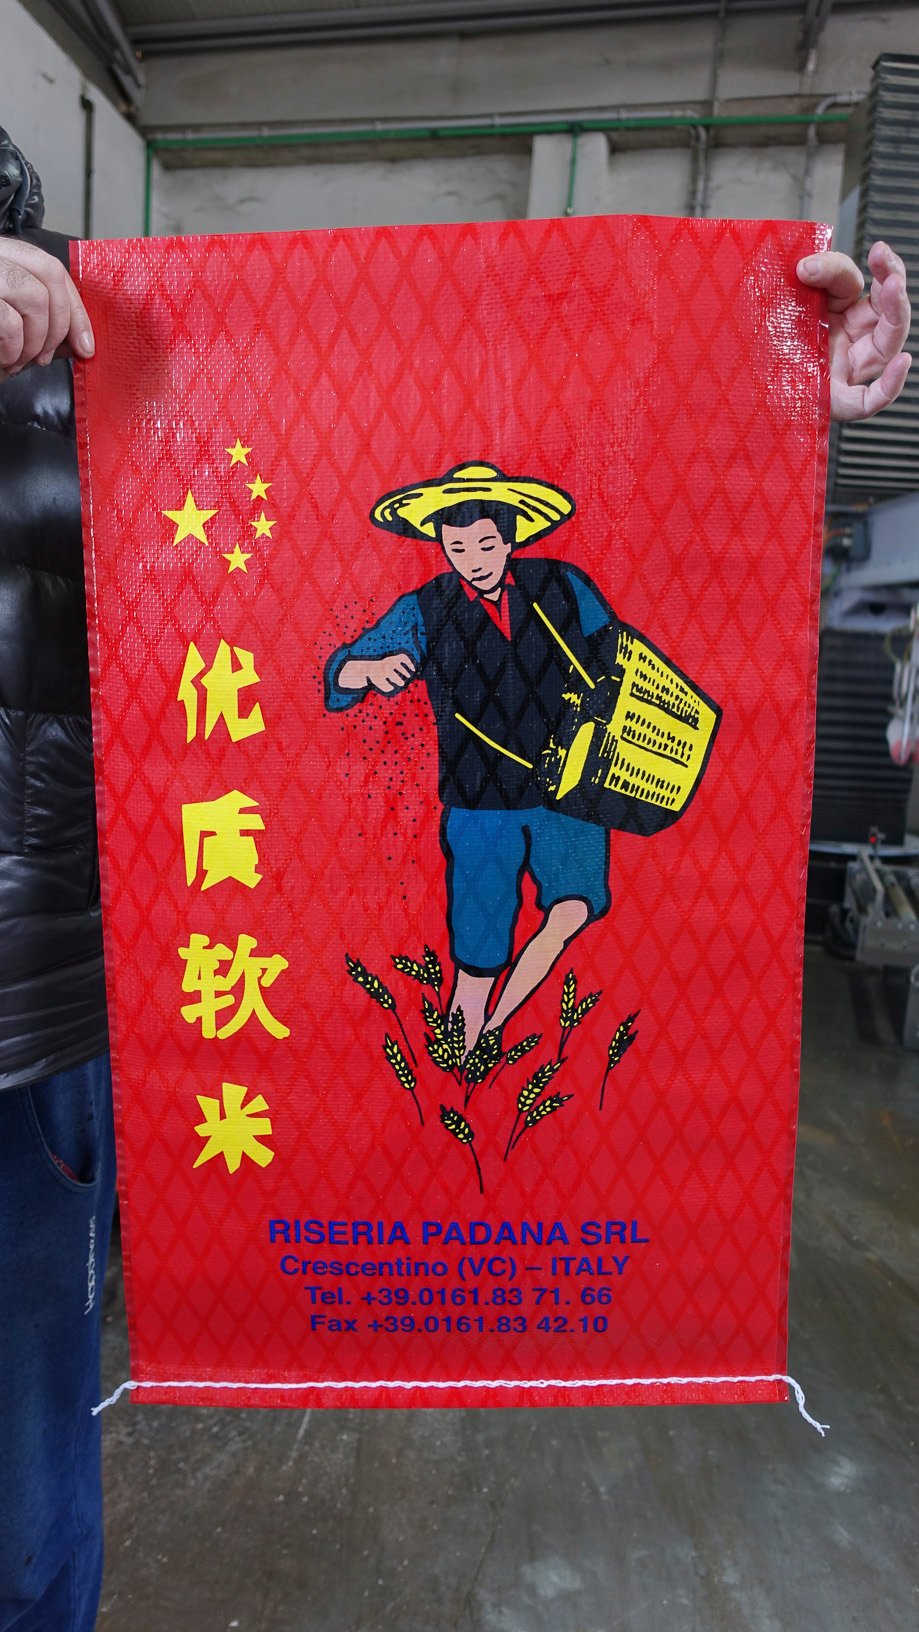 优质软米
RISERIA PADANA SRL
Crescentino (VC) – ITALY
Tel. +39.0161.83 71. 66
Fax +39.0161.83 42.10